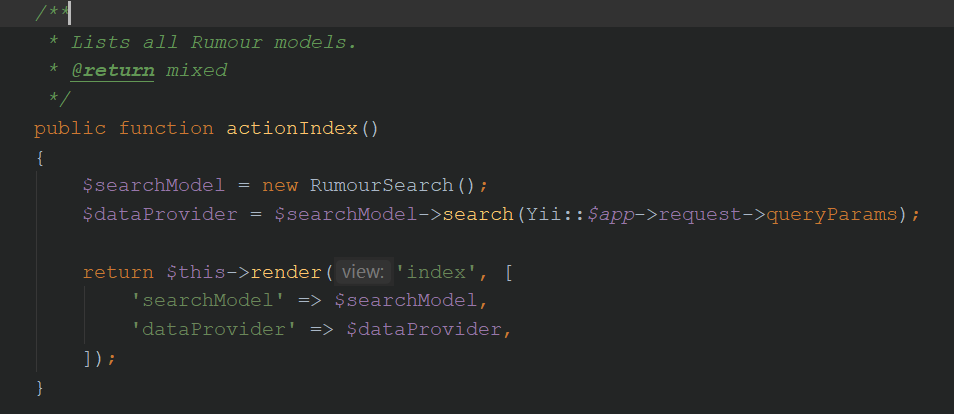 /**
 * Lists all Rumour models.
 * @return mixed
 */
public function actionIndex()
{
    $searchModel = new RumourSearch();
    $dataProvider = $searchModel->search(Yii::$app->request->queryParams);

    return $this->render( view: 'index', [
        'searchModel' => $searchModel,
        'dataProvider' => $dataProvider,
    ]);
}